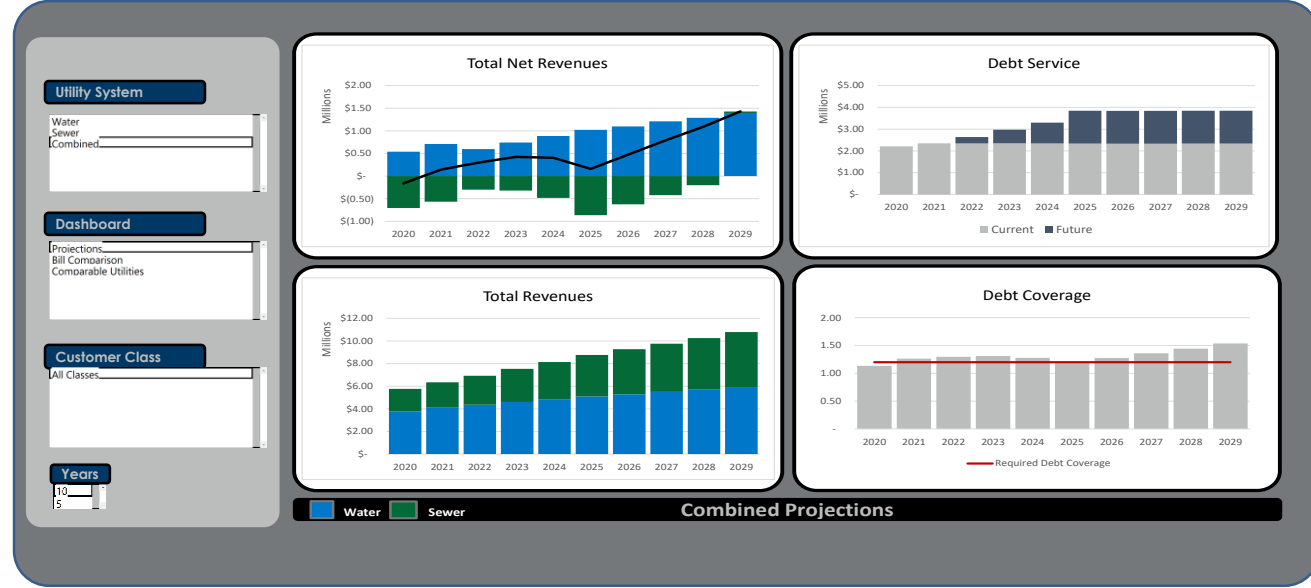 Utility System
Water
Sewer
Combined
Dashboard
Projections
Bill Comparison
Comparable Utilities
Customer Class
All Classes
Years
10
5
Total Net Revenues
Millions
$2.00
$1.50
$1.00
$0.50
$-
$(0.50)
$(1.00)
2020 2021 2022 2023 2024 2025 2026 2027 2028 2029
Debt Service
Millions
$5.00
$4.00
$3.00
$2.00
$1.00
$-
2020 2021 2022 2023 2024 2025 2026 2027 2028 2029
Current Future
Total Revenues
Millions
$12.00
$10.00
$8.00
$6.00
$4.00
$2.00
$-
2020 2021 2022 2023 2024 2025 2026 2027 2028 2029
Debt Coverage
2.00
1.50
1.00
0.50
-
2020 2021 2022 2023 2024 2025 2026 2027 2028 2029
Required Debt Coverage
Water Sewer Combined Projections